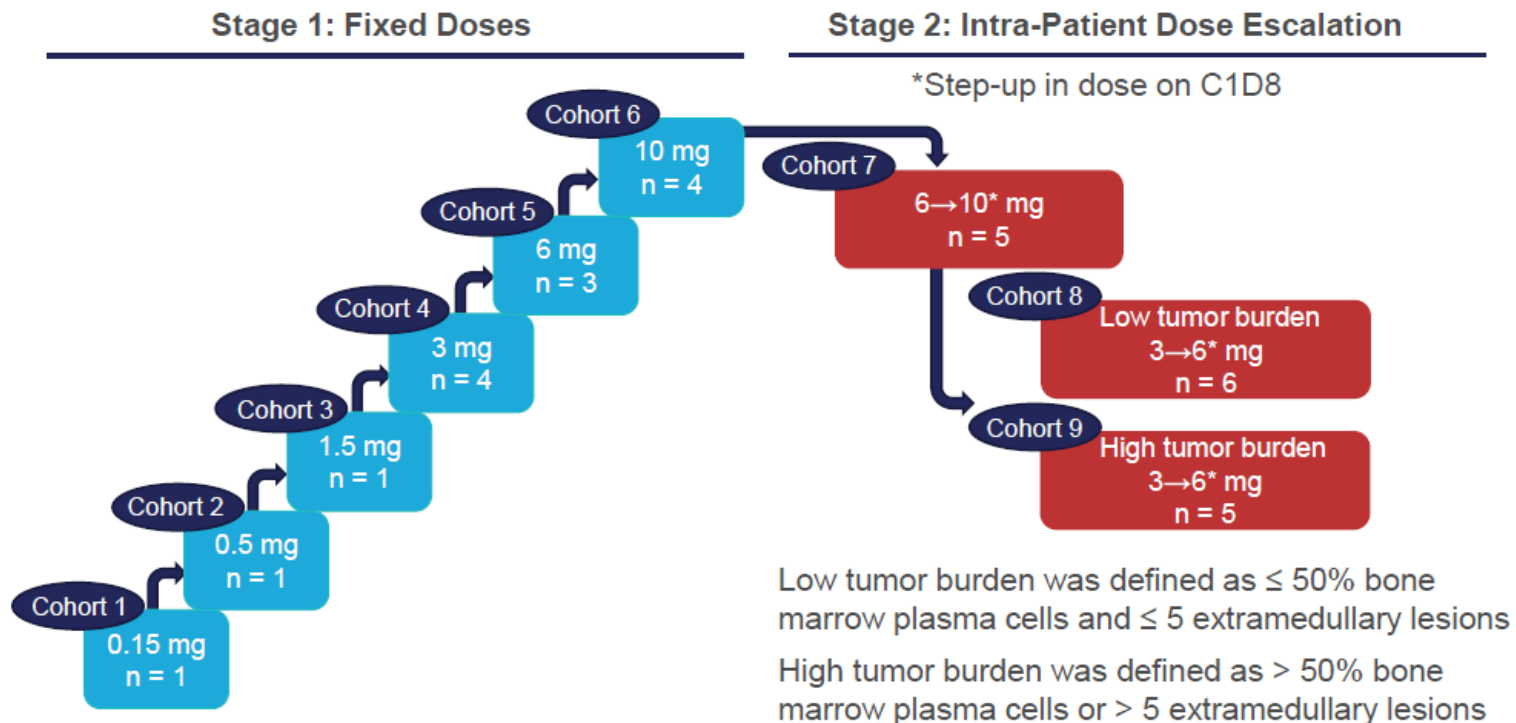 Stage 1: Fixed Doses
Stage 2: Intra-Patient Dose Escalation
*Step-up in dose on C1D8
Cohort 6
10 mg
n = 4
Cohort 5
6 mg
n = 3
Cohort 4
3 mg
n = 4
Cohort 3
1.5 mg
n = 1
Cohort 2
0.5 mg
n = 1
Cohort 1
0.15 mg
n = 1
Cohort 7
6→10* mg
n = 5
Cohort 8
Low tumor burden
3→6* mg
n = 6
Cohort 9
High tumor burden
3→6* mg
n = 5
Low tumor burden was defined as ≤ 50% bone
marrow plasma cells and ≤ 5 extramedullary lesions
High tumor burden was defined as > 50% bone
marrow plasma cells or > 5 extramedullary lesions